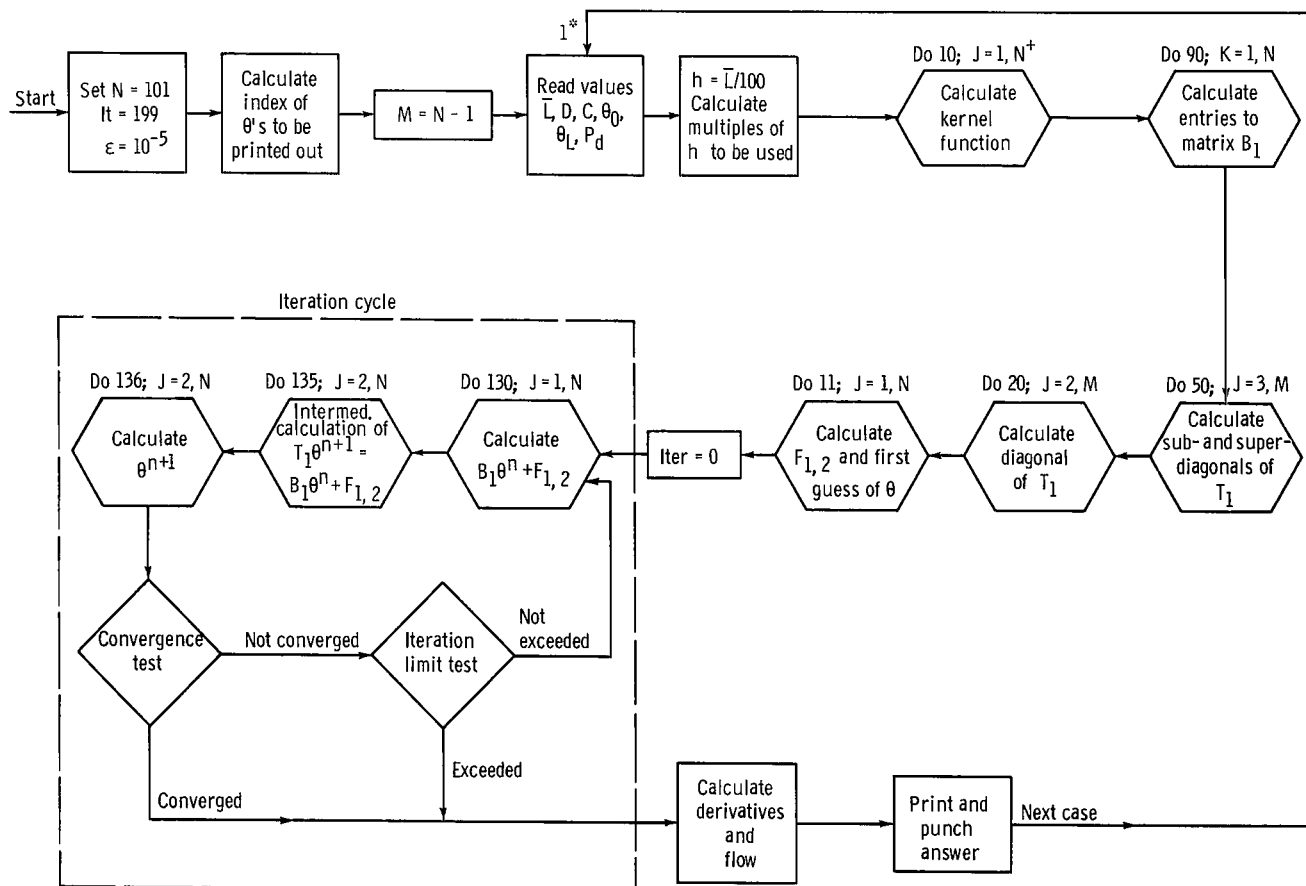 1*
Start
Set N = 101
It = 199
ε = 10⁻⁵
Calculate
index of
θ's to be
printed out
M = N - 1
Read values
L̅, D, C, θ₀,
θ_L, P_d
h = L̅/100
Calculate
multiples of
h to be used
Do 10; J = 1, N⁺
Calculate
kernel
function
Do 90; K = 1, N
Calculate
entries to
matrix B₁
Iteration cycle
Do 136; J = 2, N
Calculate
θⁿ⁺¹
Do 135; J = 2, N
Intermed.
calculation of
T₁θⁿ⁺¹ =
B₁θⁿ + F₁, ₂
Do 130; J = 1, N
Calculate
B₁θⁿ + F₁, ₂
Iter = 0
Do 11; J = 1, N
Calculate
F₁, ₂ and first
guess of θ
Do 20; J = 2, M
Calculate
diagonal
of T₁
Do 50; J = 3, M
Calculate
sub- and super-
diagonals of
T₁
Convergence
test
Not converged
Iteration
limit test
Not
exceeded
Exceeded
Converged
Calculate
derivatives
and
flow
Print and
punch
answer
Next case